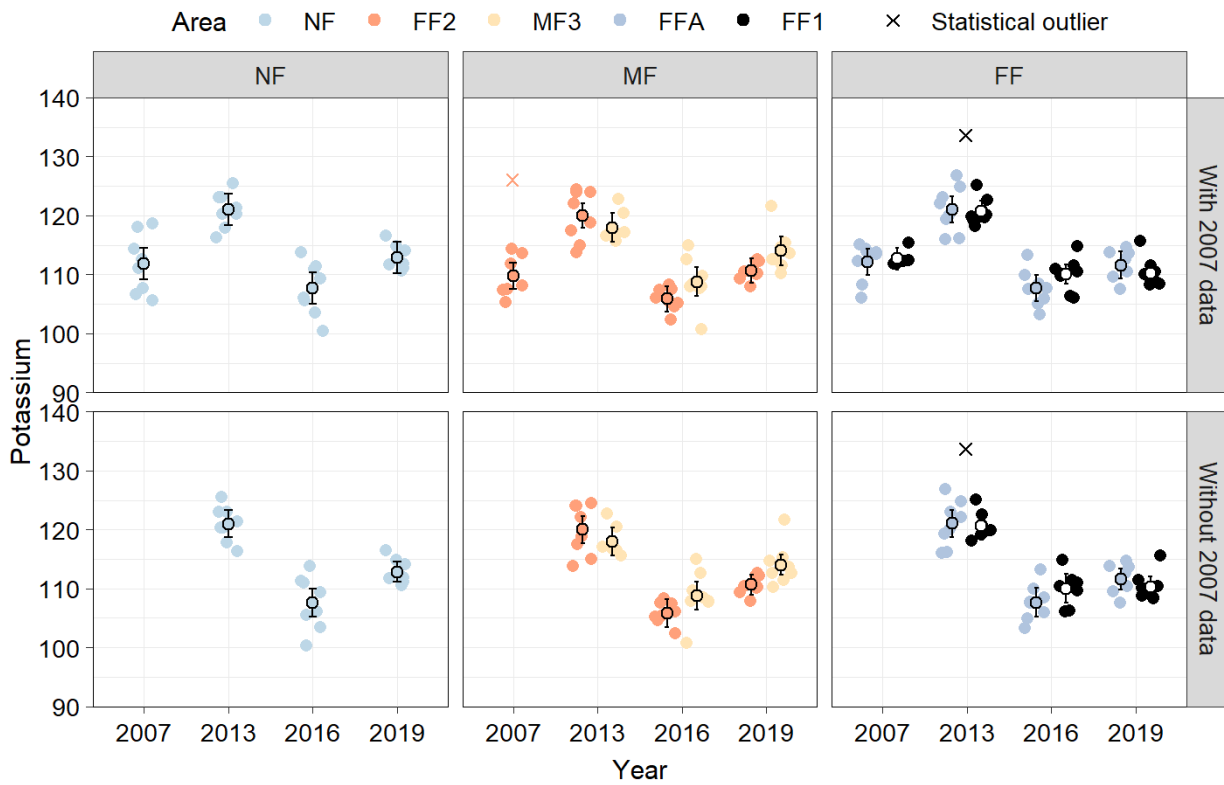 Area NF FF2 MF3 FFA FF1 Statistical outlier
NF MF FF
140
130
120
110
100
90
With 2007 data
140
130
120
110
100
90
Without 2007 data
Potassium
2007 2013 2016 2019 2007 2013 2016 2019 2007 2013 2016 2019
Year